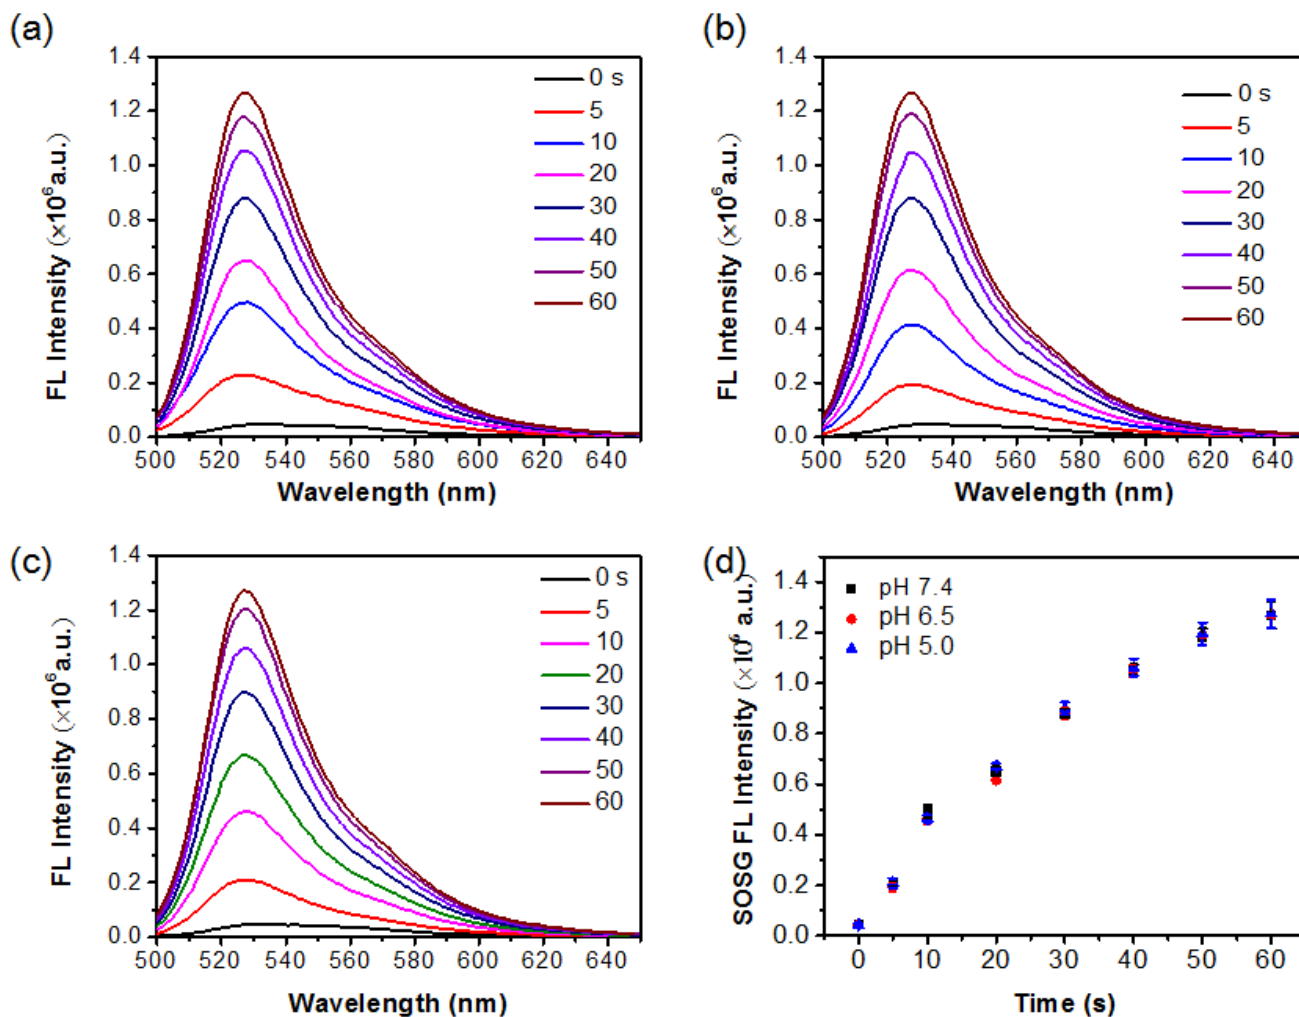 (a)
1.4
1.2
1.0
0.8
0.6
0.4
0.2
0.0
FL Intensity (×10⁶a.u.)
0 s
5
10
20
30
40
50
60
500 520 540 560 580 600 620 640
Wavelength (nm)
(b)
1.4
1.2
1.0
0.8
0.6
0.4
0.2
0.0
FL Intensity (×10⁶a.u.)
0 s
5
10
20
30
40
50
60
500 520 540 560 580 600 620 640
Wavelength (nm)
(c)
1.4
1.2
1.0
0.8
0.6
0.4
0.2
0.0
FL Intensity (×10⁶a.u.)
0 s
5
10
20
30
40
50
60
500 520 540 560 580 600 620 640
Wavelength (nm)
(d)
1.4
1.2
1.0
0.8
0.6
0.4
0.2
0.0
SOSG FL Intensity (×10⁶ a.u.)
pH 7.4
pH 6.5
pH 5.0
0 10 20 30 40 50 60
Time (s)